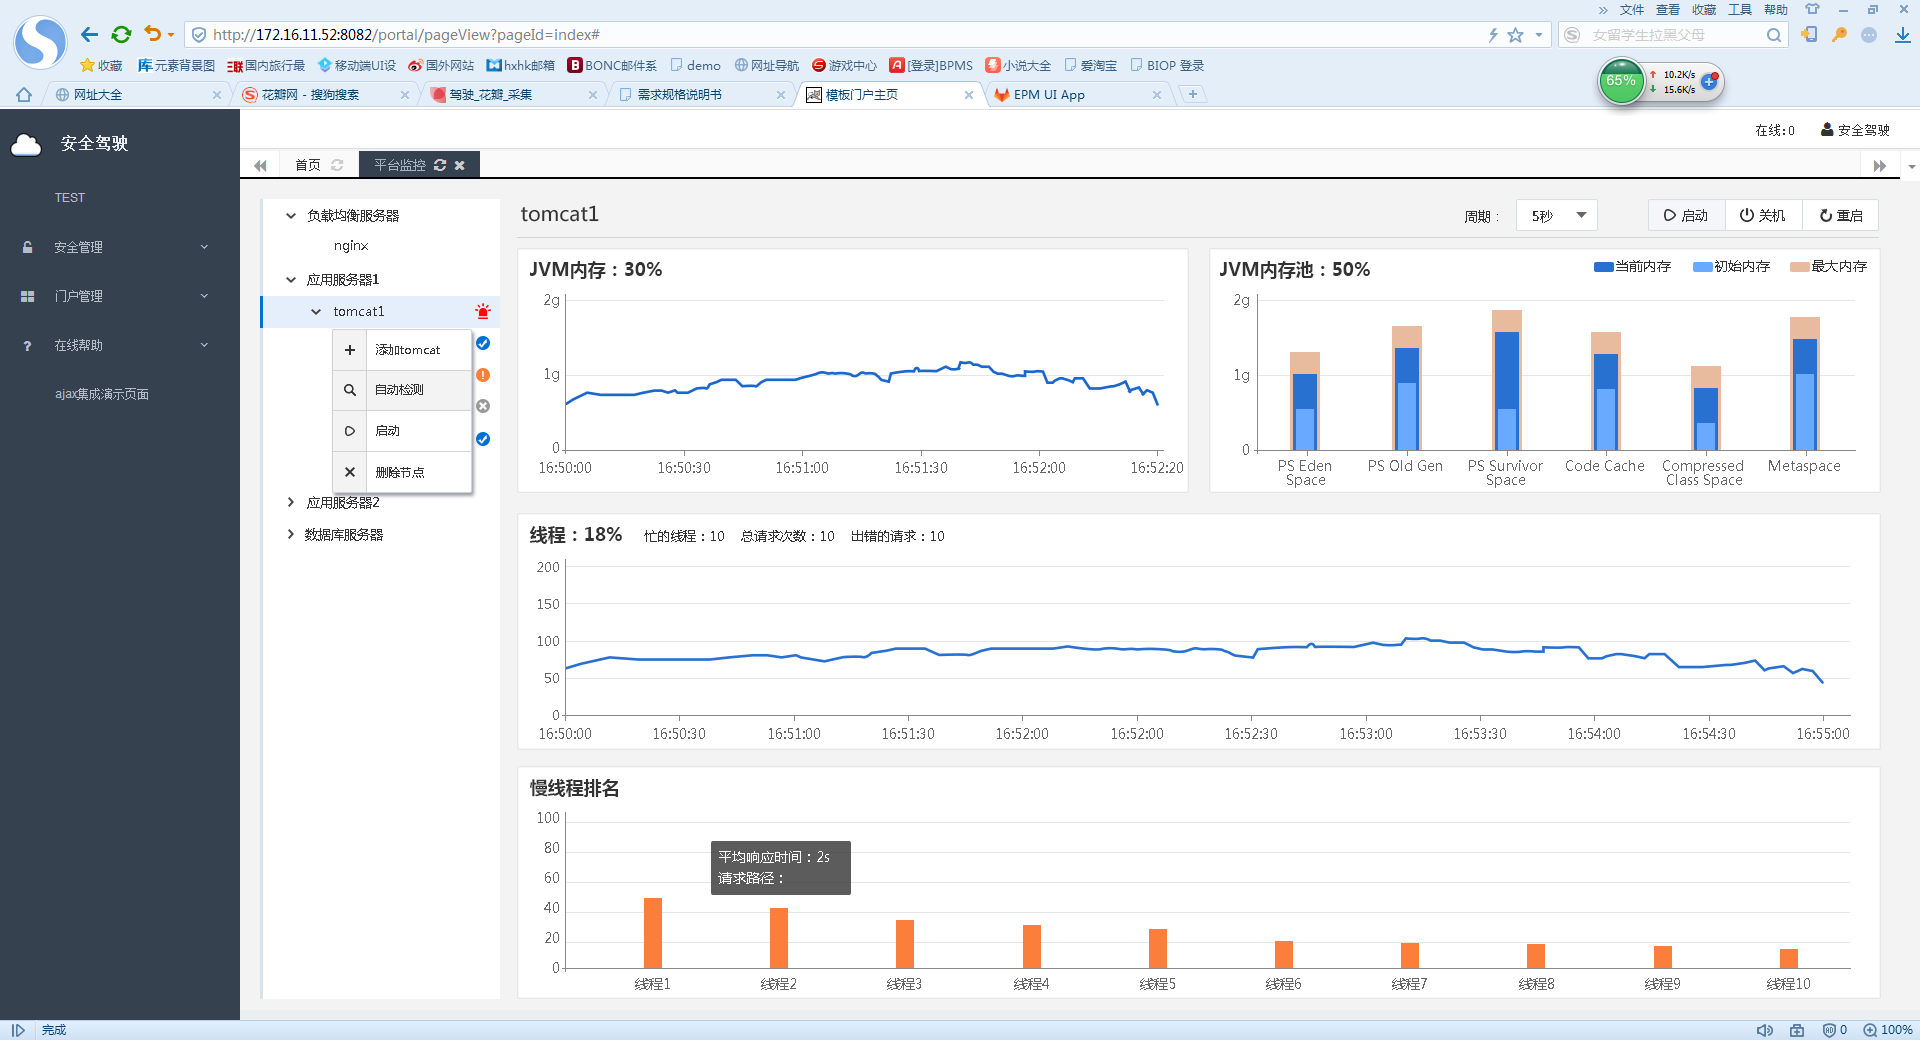 » 文件 查看 收藏 工具 帮助
http://172.16.11.52:8082/portal/pageView?pageId=index#
女留学生拉黑父母
收藏 库 元素背景图 联 国内旅行最 移动端UI设 国外网站 hxhk邮箱 B BONC邮件系 demo 网址导航 游戏中心 [登录]BPMS 小说大全 爱淘宝 BIOP 登录
65% 10.2K/s
15.6K/s
网址大全 花瓣网 - 搜狗搜索 驾驶_花瓣_采集 需求规格说明书 模板门户主页 EPM UI App
安全驾驶
在线:0 安全驾驶
首页 平台监控
TEST
安全管理
门户管理
在线帮助
ajax集成演示页面
负载均衡服务器
nginx
应用服务器1
tomcat1
添加tomcat
自动检测
启动
删除节点
应用服务器2
数据库服务器
tomcat1
周期： 5秒 启动 关机 重启
JVM内存：30%
2g
1g
0
16:50:00 16:50:30 16:51:00 16:51:30 16:52:00 16:52:20
JVM内存池：50% 当前内存 初始内存 最大内存
2g
1g
0
PS Eden Space PS Old Gen PS Survivor Space Code Cache Compressed Class Space Metaspace
线程：18% 忙的线程：10 总请求次数：10 出错的请求：10
200
150
100
50
0
16:50:00 16:50:30 16:51:00 16:51:30 16:52:00 16:52:00 16:52:30 16:53:00 16:53:30 16:54:00 16:54:30 16:55:00
慢线程排名
100
80
60
40
20
0
平均响应时间：2s
请求路径：
线程1 线程2 线程3 线程4 线程5 线程6 线程7 线程8 线程9 线程10
完成
0 100%